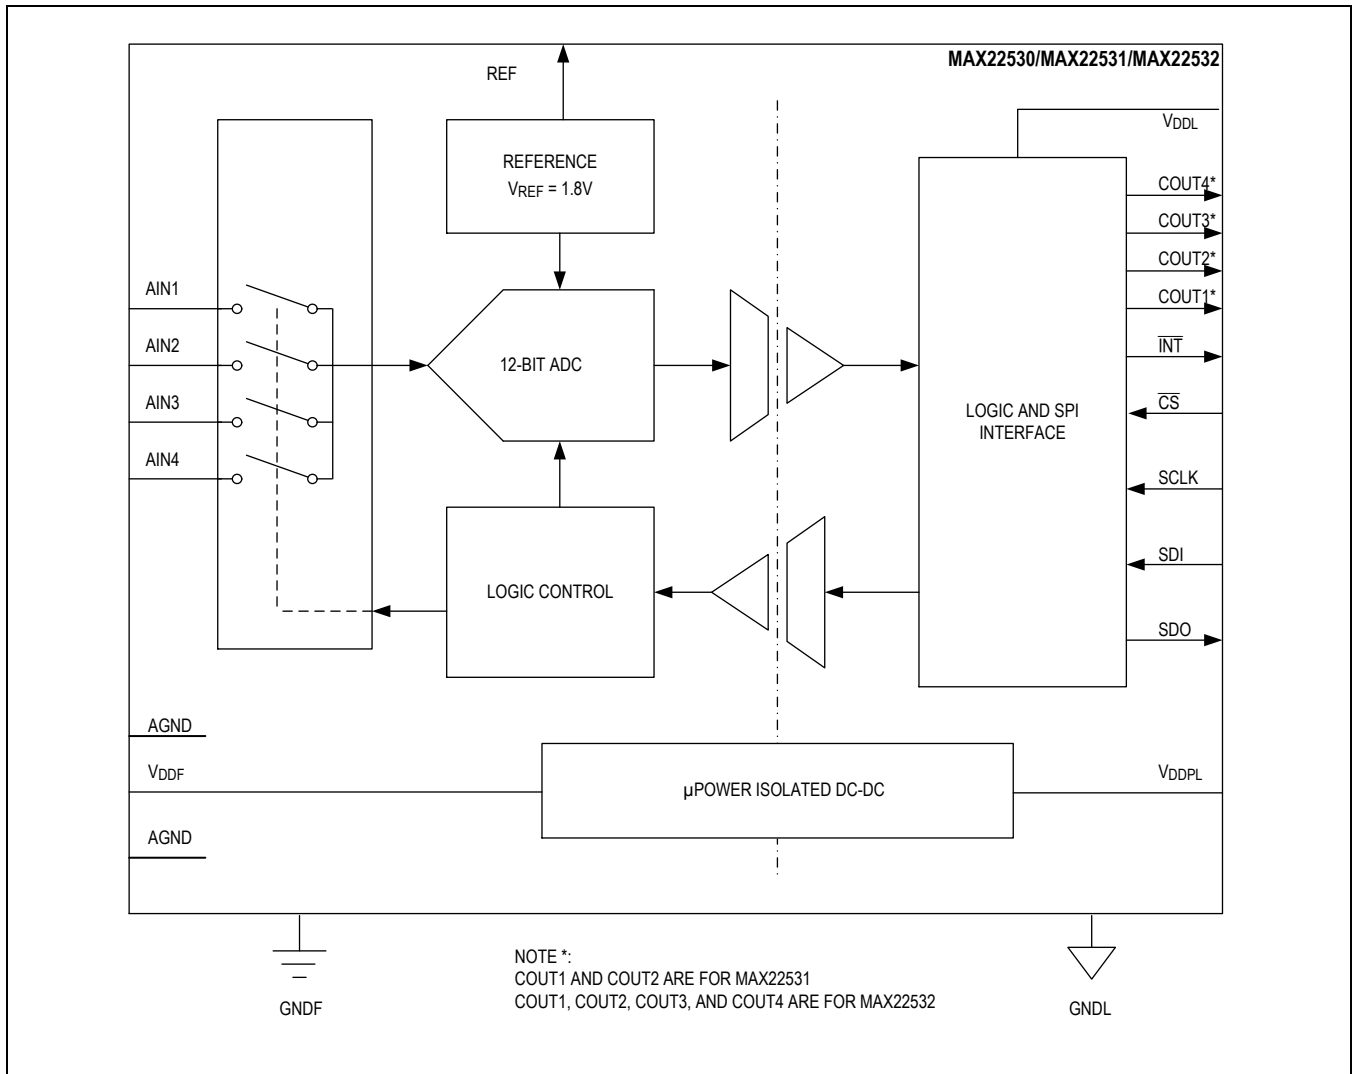 MAX22530/MAX22531/MAX22532
REF
VDDL
REFERENCE
VREF = 1.8V
COUT4*
COUT3*
COUT2*
COUT1*
AIN1
AIN2
AIN3
AIN4
12-BIT ADC
INT
CS
SCLK
SDI
SDO
LOGIC AND SPI
INTERFACE
LOGIC CONTROL
AGND
VDDF
µPOWER ISOLATED DC-DC
VDDPL
AGND
GNDF
NOTE *:
COUT1 AND COUT2 ARE FOR MAX22531
COUT1, COUT2, COUT3, AND COUT4 ARE FOR MAX22532
GNDL